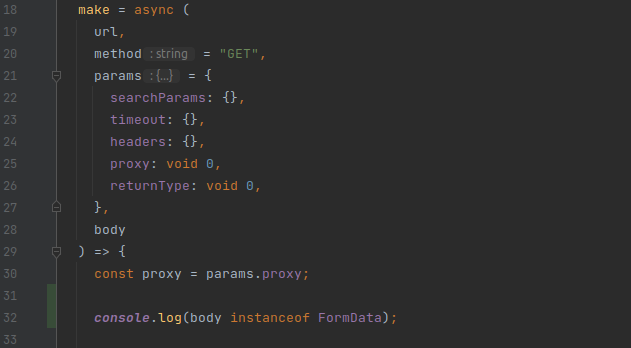 18 make = async (
19 url,
20 method : string = "GET",
21 params : {...} = {
22 searchParams: {},
23 timeout: {},
24 headers: {},
25 proxy: void 0,
26 returnType: void 0,
27 },
28 body
29 ) => {
30 const proxy = params.proxy;
31
32 console.log(body instanceof FormData);
33